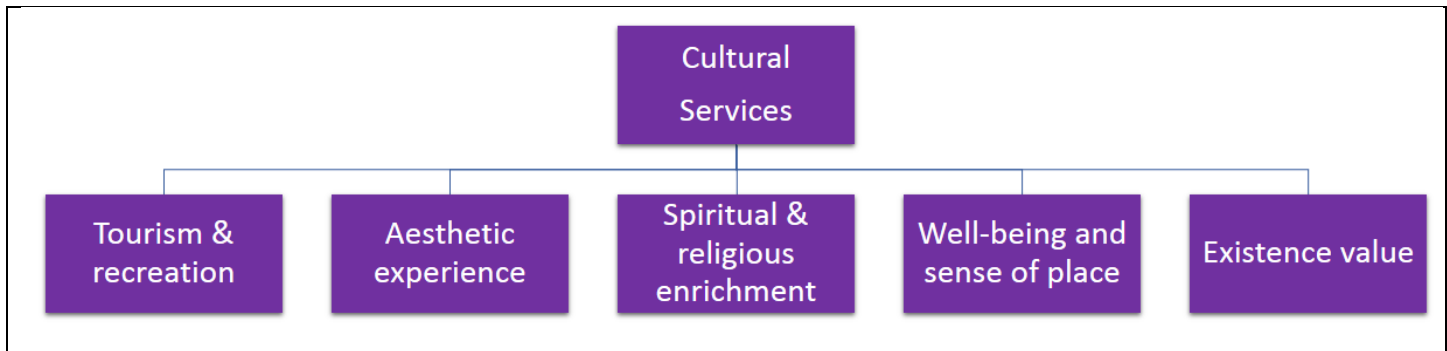 Cultural
Services
Tourism &
recreation
Aesthetic
experience
Spiritual &
religious
enrichment
Well-being and
sense of place
Existence value